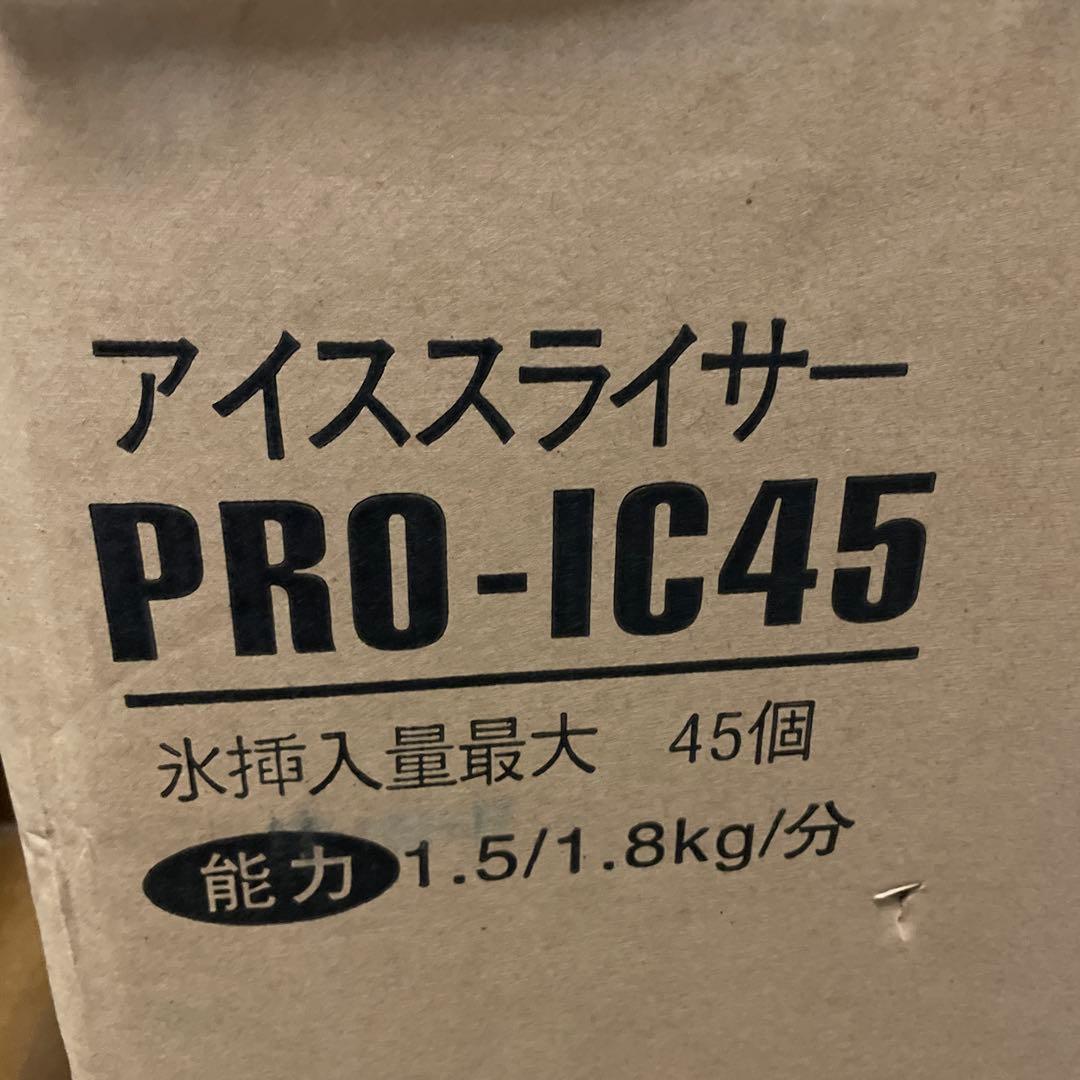 アイススライサー
PRO-IC45
氷挿入量最大 45個
能力 1.5/1.8kg/分